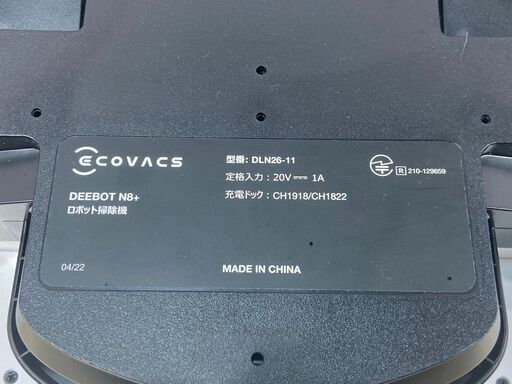 ECOVACS
DEEBOT N8+
ロボット掃除機
04/22
型番: DLN26-11
定格入力: 20V⎓ 1A
充電ドック: CH1918/CH1822
R 210-129659
MADE IN CHINA